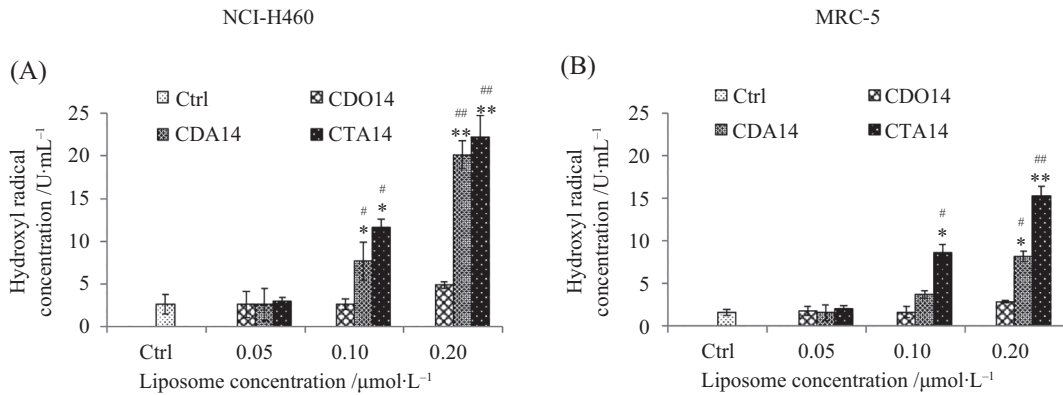 NCI-H460
MRC-5
(A)
Ctrl
CDO14
CDA14
CTA14
Hydroxyl radical
concentration /U·mL⁻¹
25
20
15
10
5
0
#
*
#
*
##
**
##
**
Ctrl
0.05
0.10
0.20
Liposome concentration /μmol·L⁻¹
(B)
Ctrl
CDO14
CDA14
CTA14
Hydroxyl radical
concentration /U·mL⁻¹
25
20
15
10
5
0
#
*
#
*
##
**
Ctrl
0.05
0.10
0.20
Liposome concentration /μmol·L⁻¹